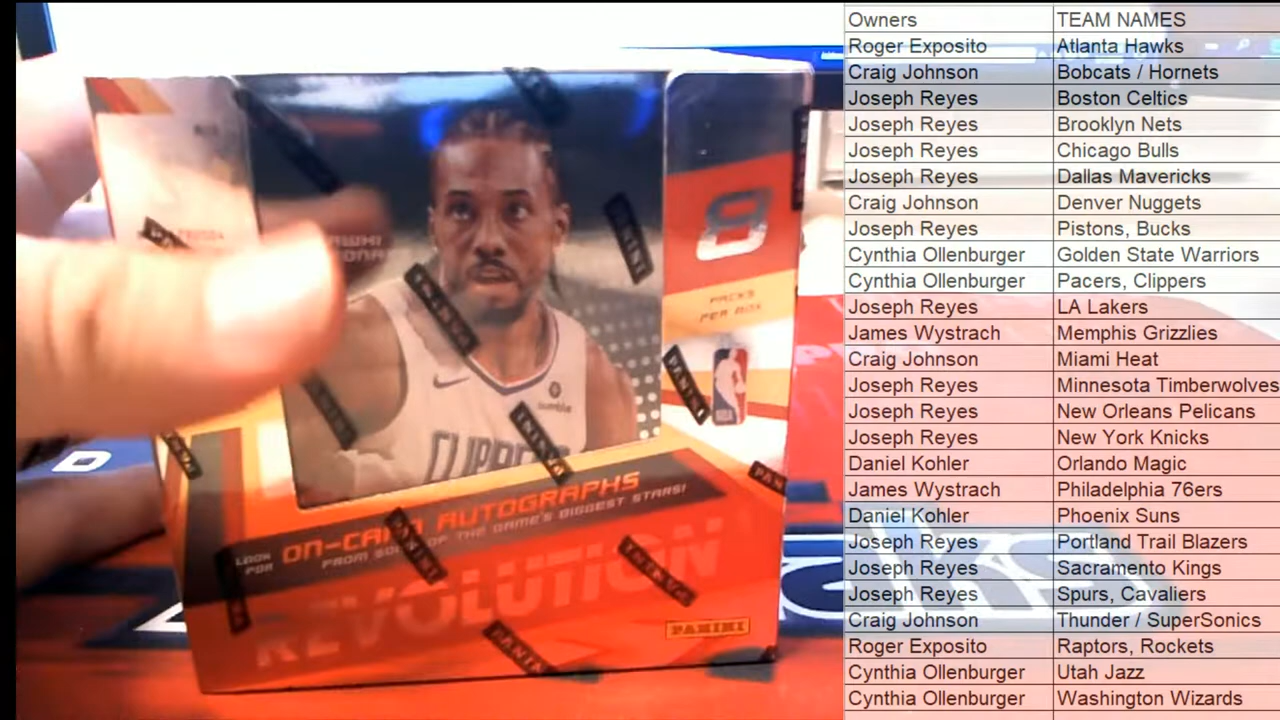 Owners TEAM NAMES
Roger Exposito Atlanta Hawks
Craig Johnson Bobcats / Hornets
Joseph Reyes Boston Celtics
Joseph Reyes Brooklyn Nets
Joseph Reyes Chicago Bulls
Joseph Reyes Dallas Mavericks
Craig Johnson Denver Nuggets
Joseph Reyes Pistons, Bucks
Cynthia Ollenburger Golden State Warriors
Cynthia Ollenburger Pacers, Clippers
Joseph Reyes LA Lakers
James Wystrach Memphis Grizzlies
Craig Johnson Miami Heat
Joseph Reyes Minnesota Timberwolves
Joseph Reyes New Orleans Pelicans
Joseph Reyes New York Knicks
Daniel Kohler Orlando Magic
James Wystrach Philadelphia 76ers
Daniel Kohler Phoenix Suns
Joseph Reyes Portland Trail Blazers
Joseph Reyes Sacramento Kings
Joseph Reyes Spurs, Cavaliers
Craig Johnson Thunder / SuperSonics
Roger Exposito Raptors, Rockets
Cynthia Ollenburger Utah Jazz
Cynthia Ollenburger Washington Wizards
8
PACKS
PER BOX
NBA
CLIPPERS
LOOK
FOR
ON-CARD AUTOGRAPHS
FROM SOME OF THE GAME'S BIGGEST STARS!
REVOLUTION
PANINI
PANINI
PANINI
PANINI
PANINI